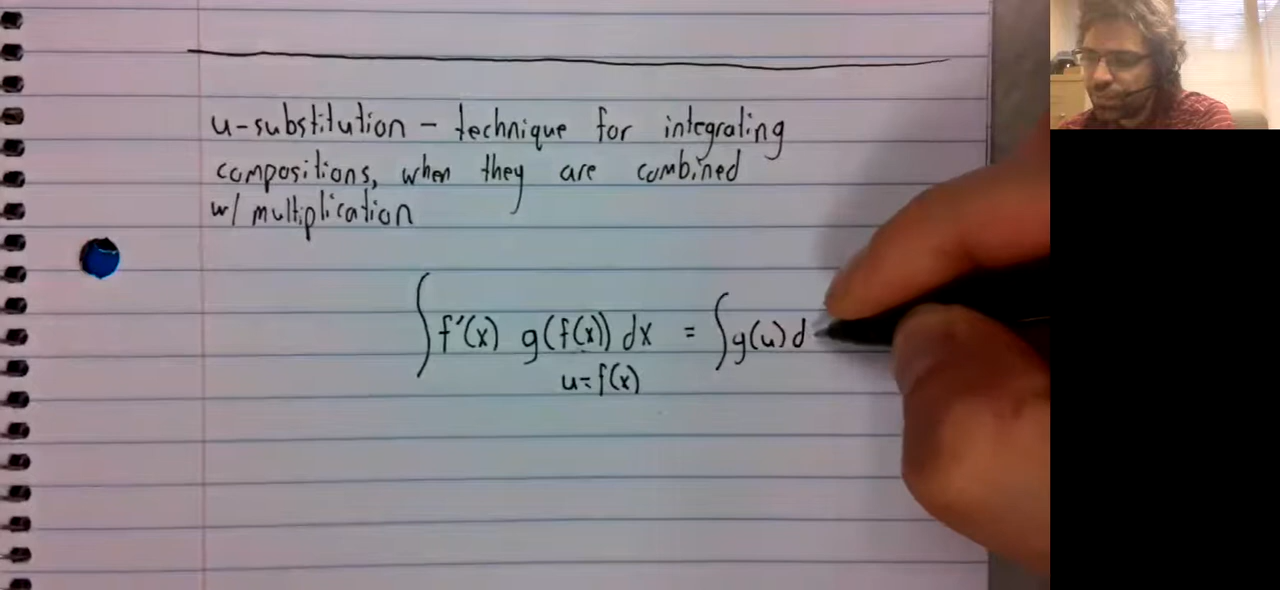 u-substitution - technique for integrating
compositions, when they are combined
w/ multiplication
∫ f'(x) g(f(x)) dx = ∫ g(u) d
u = f(x)